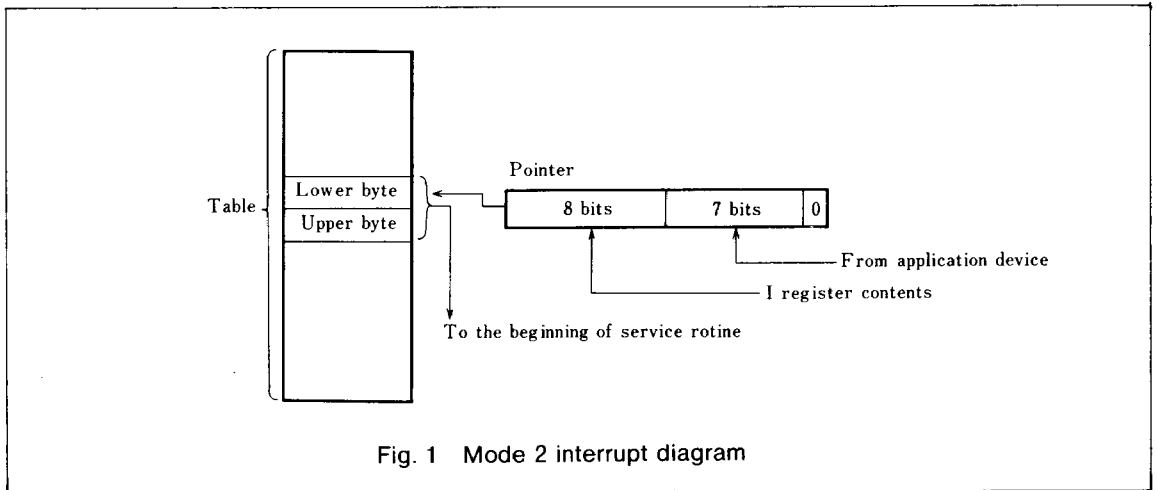 Pointer
Table
Lower byte
Upper byte
8 bits
7 bits
0
From application device
I register contents
To the beginning of service rotine
Fig. 1 Mode 2 interrupt diagram